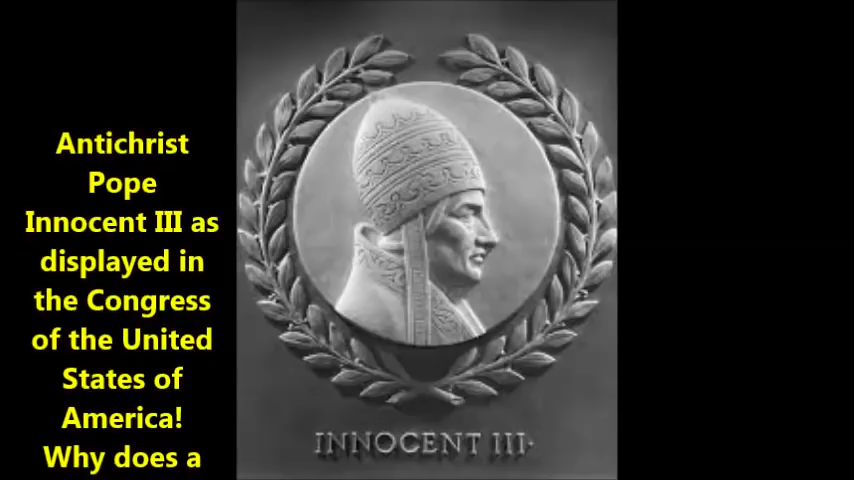 Antichrist
Pope
Innocent III as
displayed in
the Congress
of the United
States of
America!
Why does a
INNOCENT III·